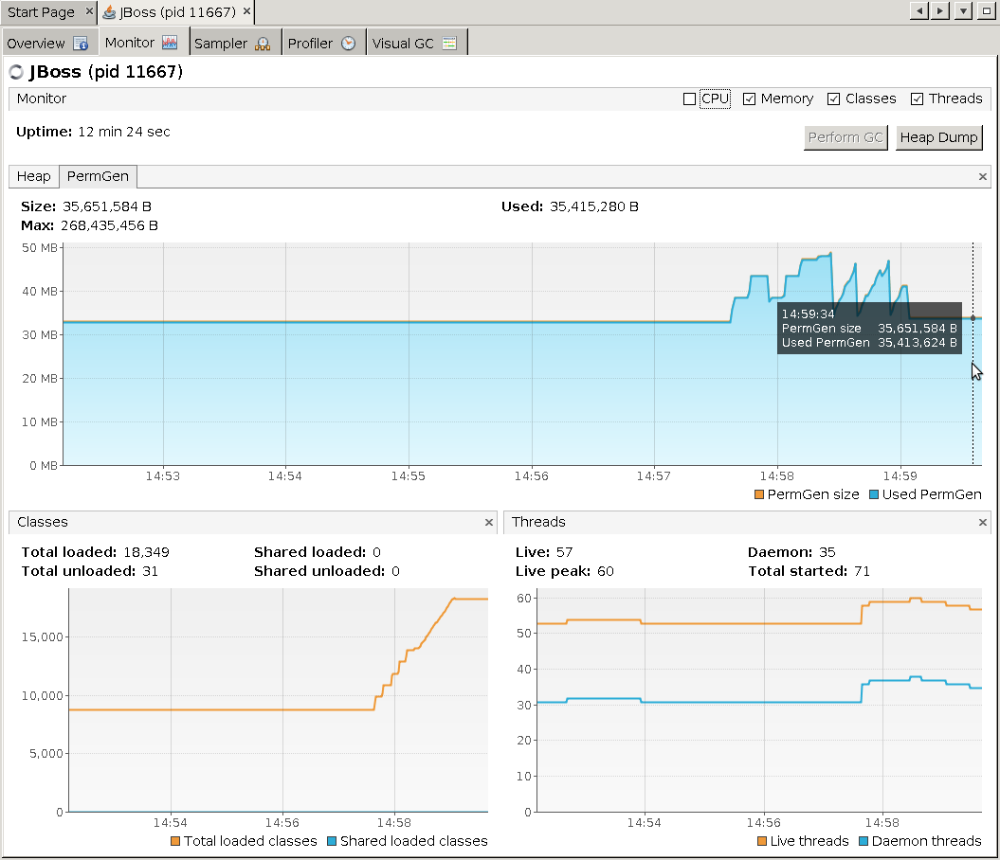 Start Page JBoss (pid 11667)
Overview Monitor Sampler Profiler Visual GC
JBoss (pid 11667)
Monitor CPU Memory Classes Threads
Uptime: 12 min 24 sec
Perform GC Heap Dump
Heap PermGen
Size: 35,651,584 B Used: 35,415,280 B
Max: 268,435,456 B
50 MB
40 MB
14:59:34
PermGen size 35,651,584 B
30 MB
Used PermGen 35,413,624 B
20 MB
10 MB
0 MB
14:53 14:54 14:55 14:56 14:57 14:58 14:59
PermGen size Used PermGen
Classes
Total loaded: 18,349 Shared loaded: 0
Total unloaded: 31 Shared unloaded: 0
15,000
10,000
5,000
0
14:54 14:56 14:58
Total loaded classes Shared loaded classes
Threads
Live: 57 Daemon: 35
Live peak: 60 Total started: 71
60
50
40
30
20
10
0
14:54 14:56 14:58
Live threads Daemon threads